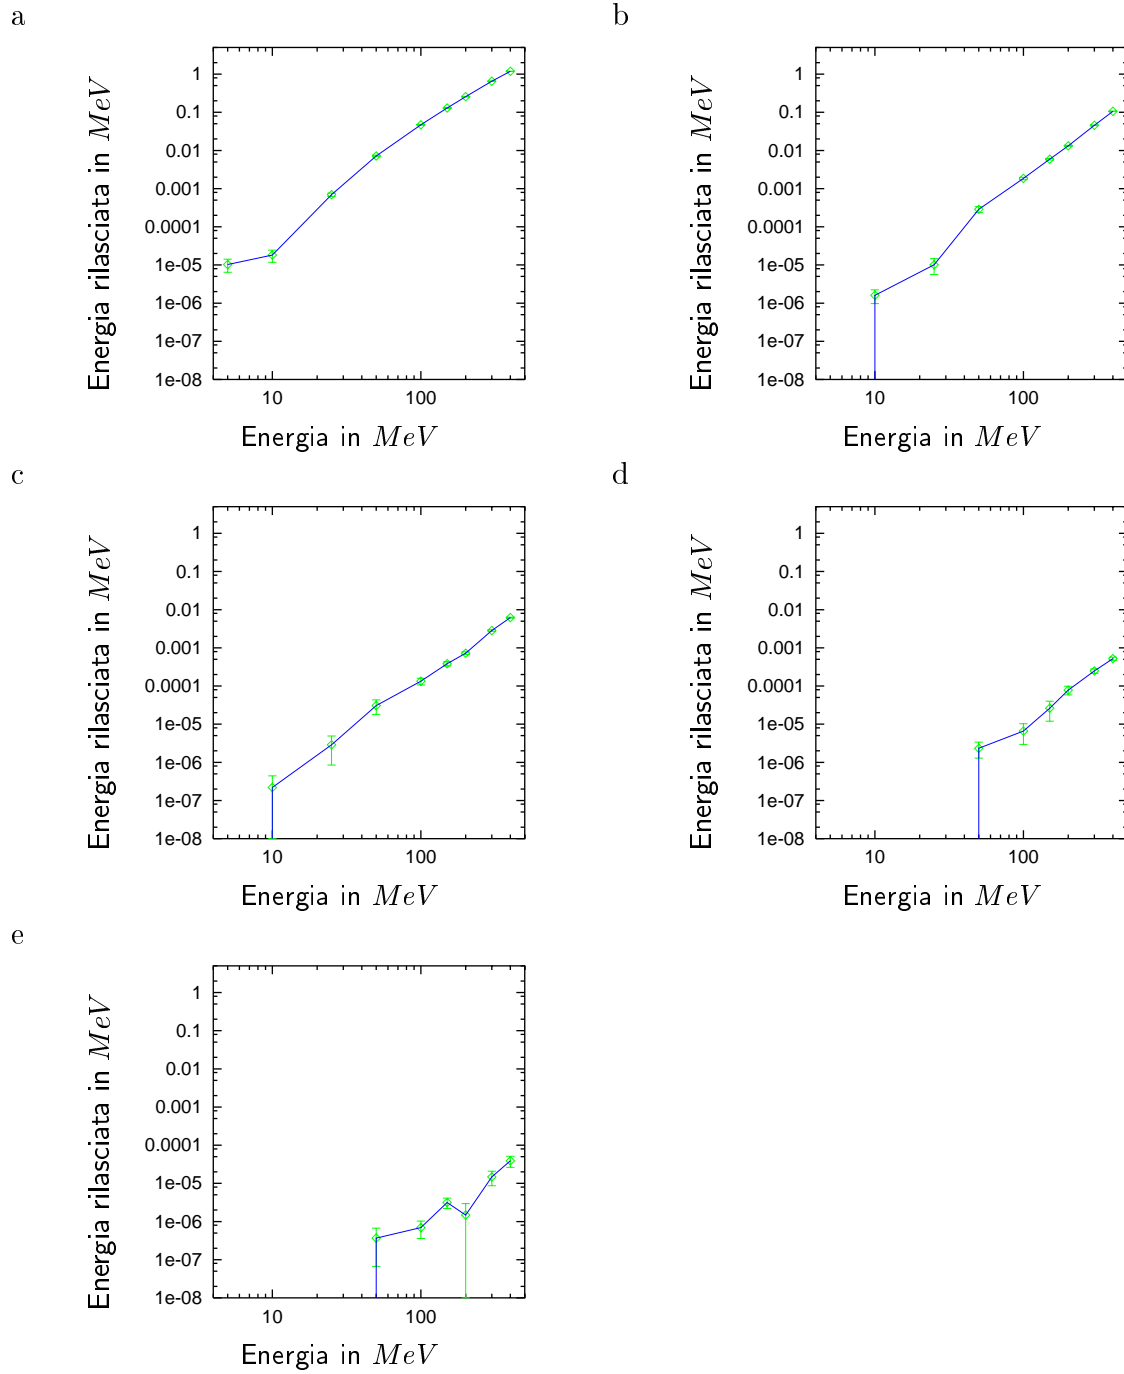 a
Energia rilasciata in MeV
1
0.1
0.01
0.001
0.0001
1e-05
1e-06
1e-07
1e-08
10 100
Energia in MeV
b
Energia rilasciata in MeV
1
0.1
0.01
0.001
0.0001
1e-05
1e-06
1e-07
1e-08
10 100
Energia in MeV
c
Energia rilasciata in MeV
1
0.1
0.01
0.001
0.0001
1e-05
1e-06
1e-07
1e-08
10 100
Energia in MeV
d
Energia rilasciata in MeV
1
0.1
0.01
0.001
0.0001
1e-05
1e-06
1e-07
1e-08
10 100
Energia in MeV
e
Energia rilasciata in MeV
1
0.1
0.01
0.001
0.0001
1e-05
1e-06
1e-07
1e-08
10 100
Energia in MeV